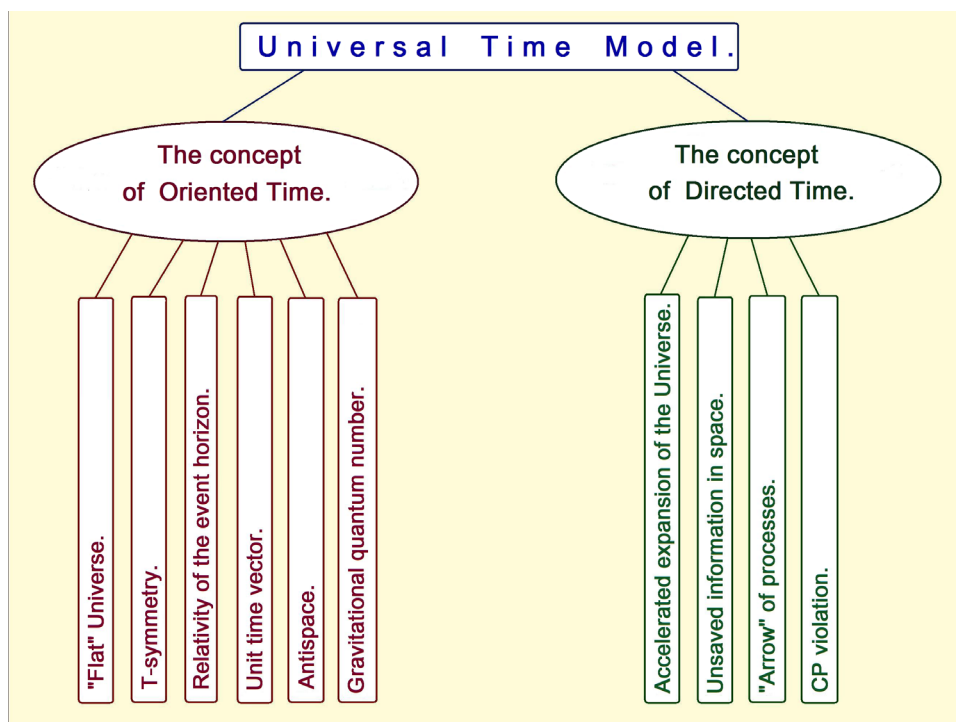 Universal Time Model.
The concept
of Oriented Time.
The concept
of Directed Time.
"Flat" Universe.
T-symmetry.
Relativity of the event horizon.
Unit time vector.
Antispace.
Gravitational quantum number.
Accelerated expansion of the Universe.
Unsaved information in space.
"Arrow" of processes.
CP violation.